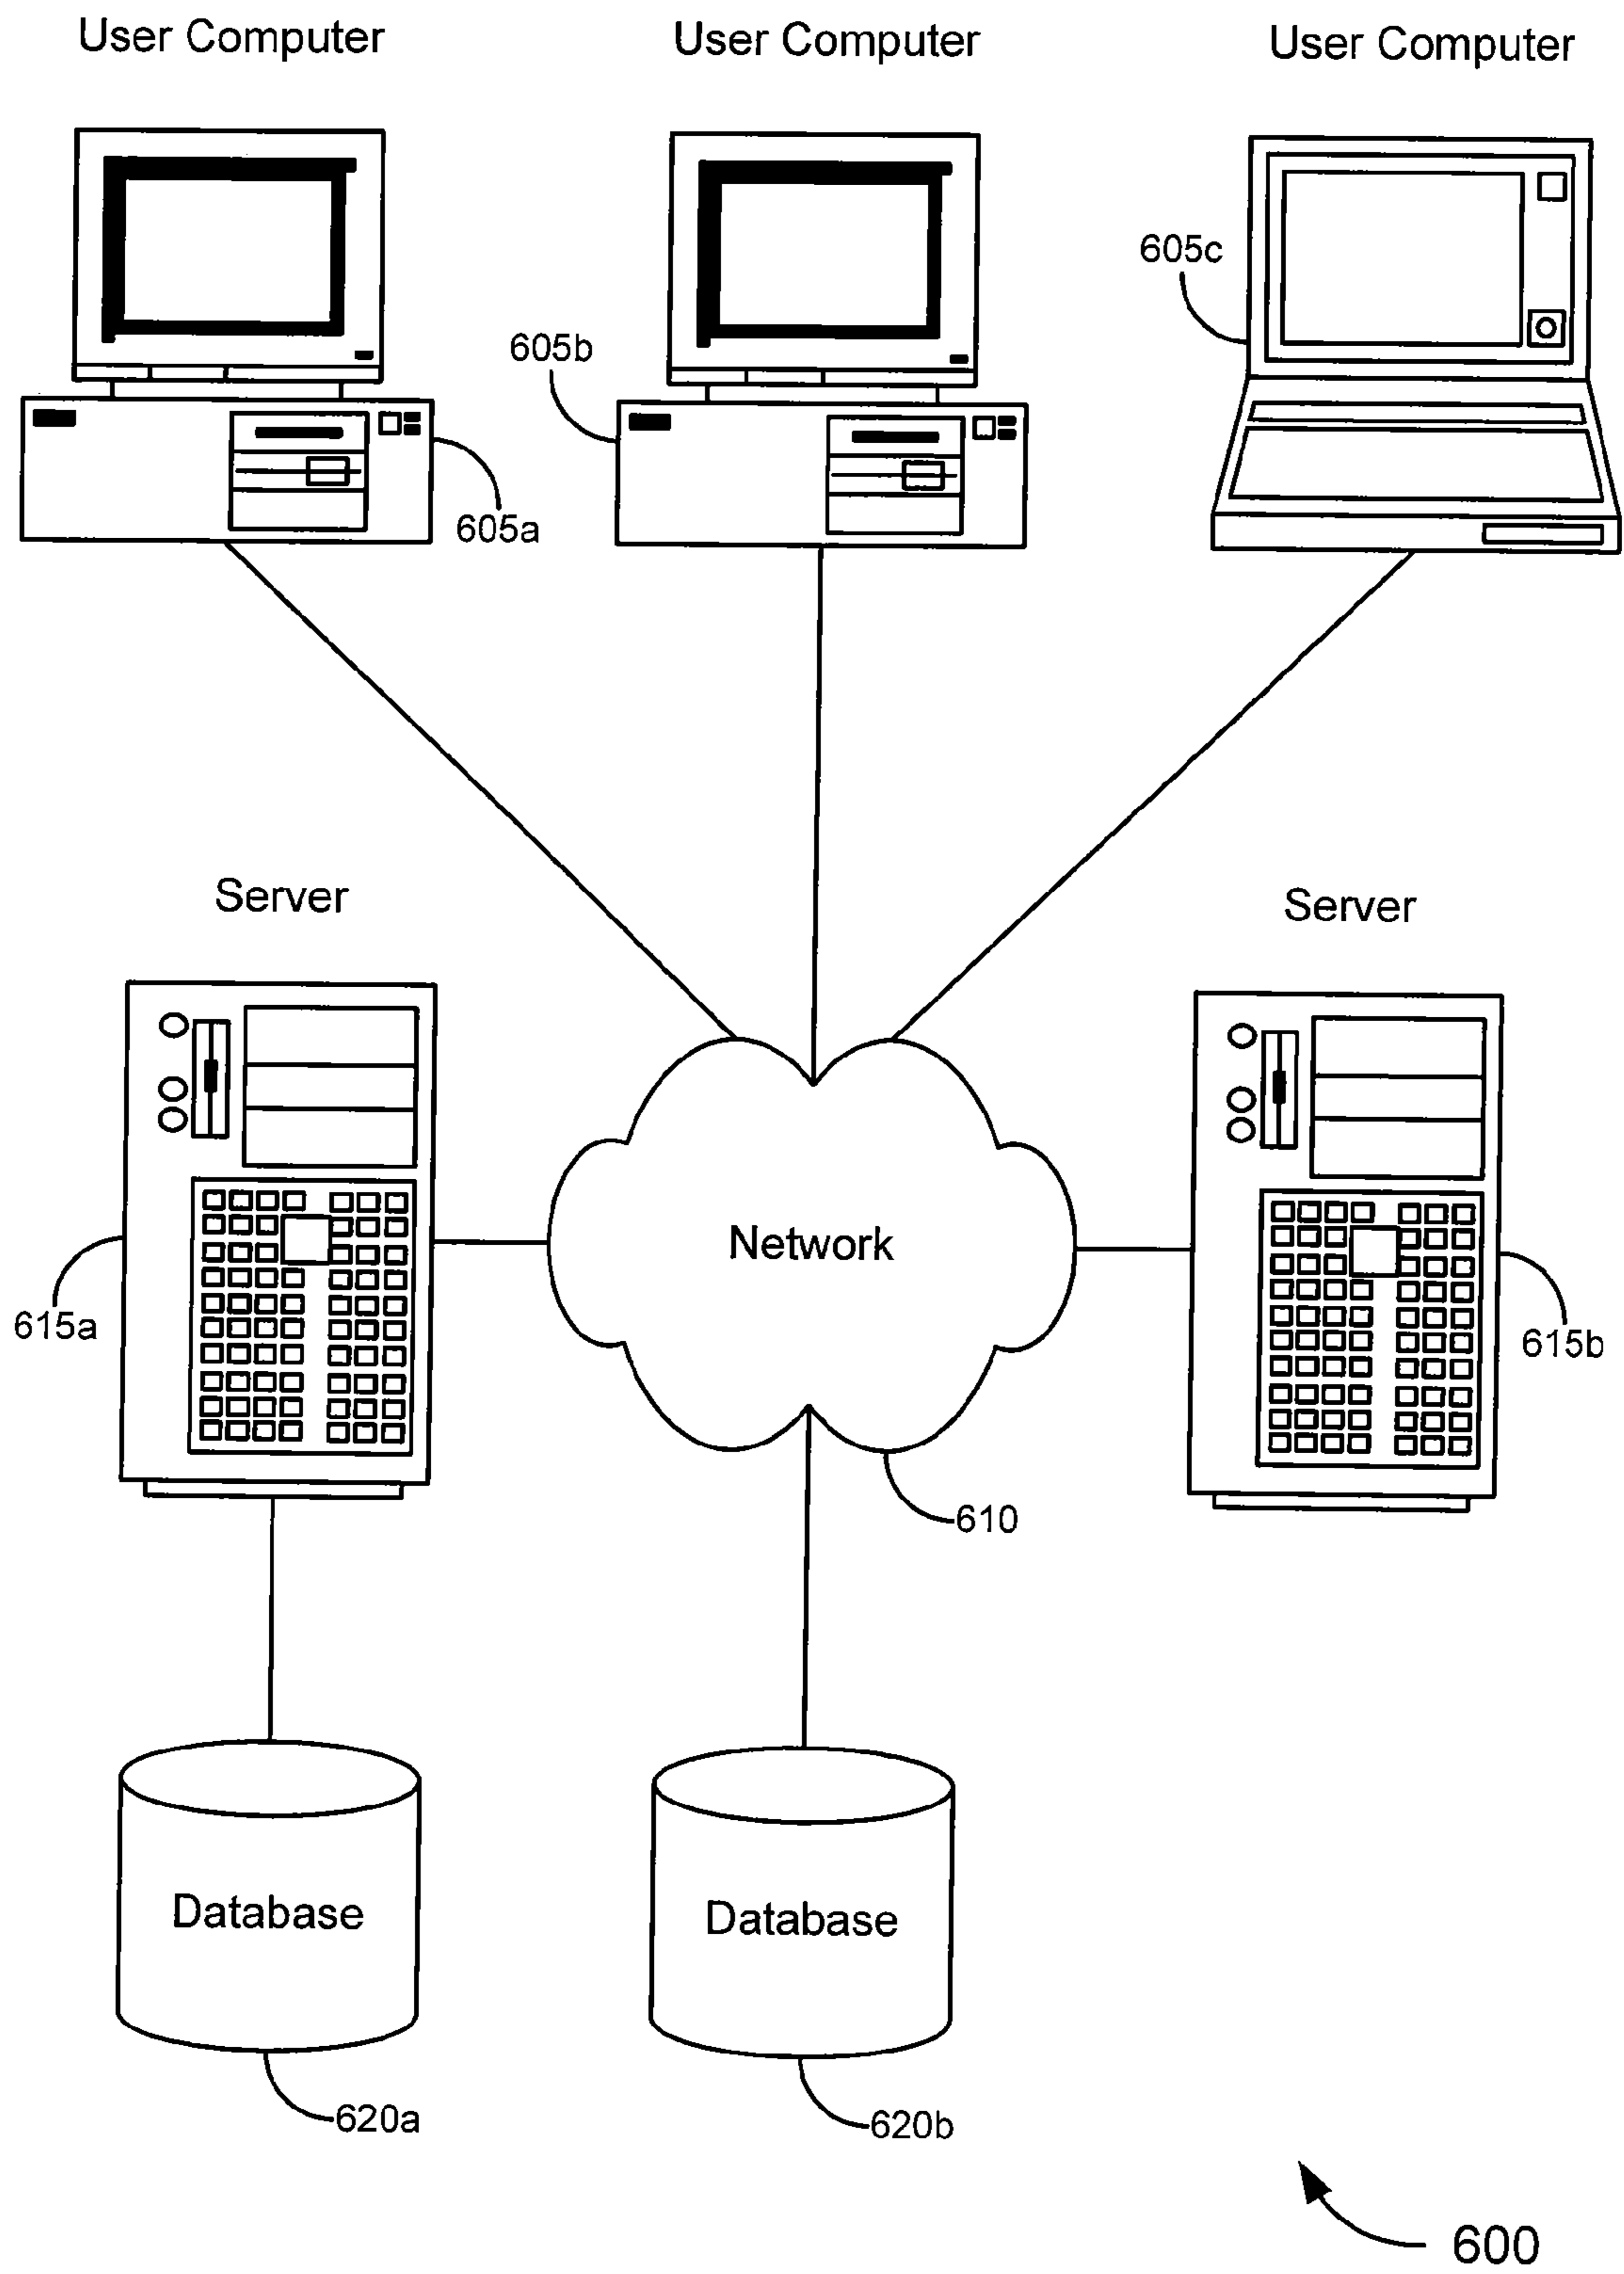 User Computer
User Computer
User Computer
605c
605b
605a
Server
Server
Network
615a
615b
610
Database
Database
620a
620b
600